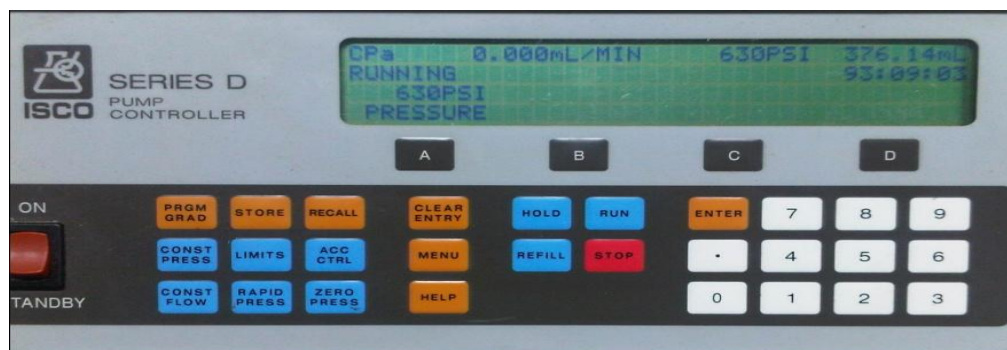 CPa 0.000mL/MIN 630PSI 376.14mL
RUNNING 93:09:03
630PSI
PRESSURE
ISCO
SERIES D
PUMP
CONTROLLER
A B C D
ON
TANDBY
PRGM GRAD STORE RECALL CLEAR ENTRY HOLD RUN ENTER 7 8 9
CONST PRESS LIMITS ACC CTRL MENU REFILL STOP . 4 5 6
CONST FLOW RAPID PRESS ZERO PRESS HELP 0 1 2 3